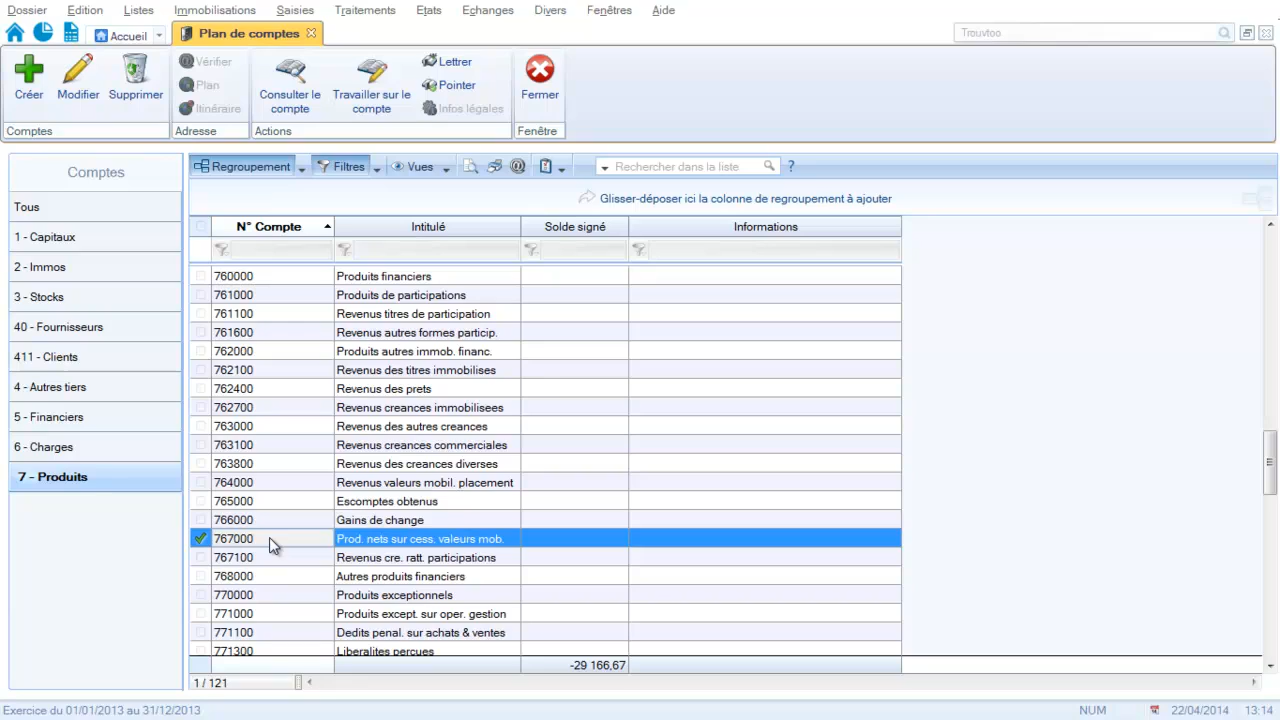 Dossier Edition Listes Immobilisations Saisies Traitements Etats Echanges Divers Fenêtres Aide
Accueil Plan de comptes Trouvtoo
Créer Modifier Supprimer
Vérifier
Plan
Itinéraire
Consulter le compte
Travailler sur le compte
Lettrer
Pointer
Infos légales
Fermer
Comptes Adresse Actions Fenêtre
Comptes
Tous
1 - Capitaux
2 - Immos
3 - Stocks
40 - Fournisseurs
411 - Clients
4 - Autres tiers
5 - Financiers
6 - Charges
7 - Produits
Regroupement Filtres Vues Rechercher dans la liste ?
Glisser-déposer ici la colonne de regroupement à ajouter
N° Compte Intitulé Solde signé Informations
760000 Produits financiers
761000 Produits de participations
761100 Revenus titres de participation
761600 Revenus autres formes particip.
762000 Produits autres immob. financ.
762100 Revenus des titres immobilises
762400 Revenus des prets
762700 Revenus creances immobilisees
763000 Revenus des autres creances
763100 Revenus creances commerciales
763800 Revenus des creances diverses
764000 Revenus valeurs mobil. placement
765000 Escomptes obtenus
766000 Gains de change
767000 Prod. nets sur cess. valeurs mob.
767100 Revenus cre. ratt. participations
768000 Autres produits financiers
770000 Produits exceptionnels
771000 Produits except. sur oper. gestion
771100 Dedits penal. sur achats & ventes
771300 Liberalites percues
-29 166,67
1 / 121
Exercice du 01/01/2013 au 31/12/2013 NUM 22/04/2014 13:14